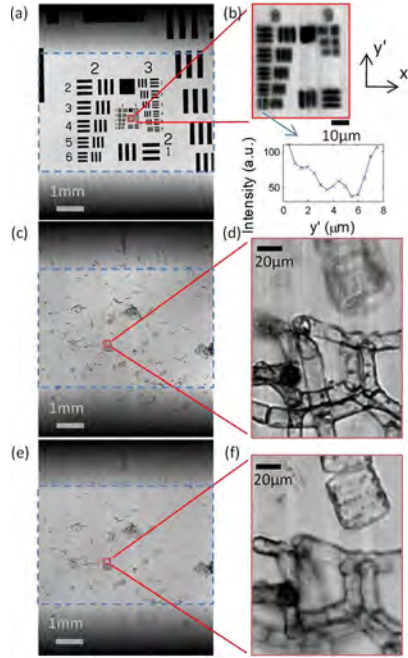 (a)
2
3
2
3
4
5
6
2
1
1mm
(b)
y'
x
10μm
Intensity (a.u.)
100
50
0
2
4
6
8
y' (μm)
(c)
1mm
(d)
20μm
(e)
1mm
(f)
20μm